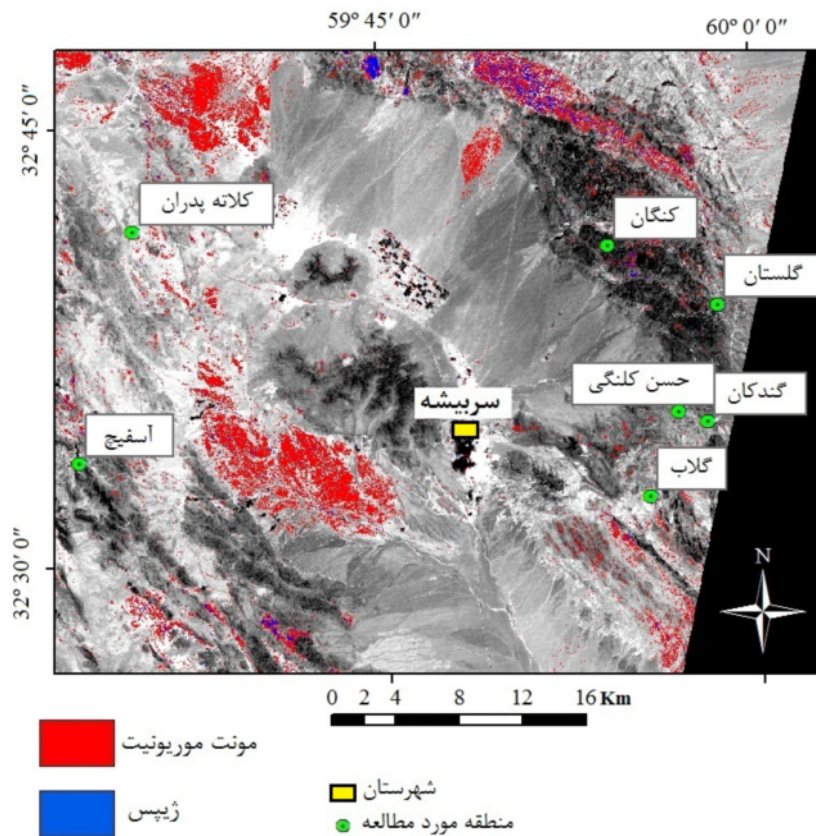 59° 45′ 0″
60° 0′ 0″
32° 45′ 0″
کلاته پدران
کنگان
گلستان
حسن کلنگی
گندکان
سربیشه
آسفیچ
گلاب
32° 30′ 0″
N
0 2 4 8 12 16 Km
مونت موریونیت
ژیپس
شهرستان
منطقه مورد مطالعه